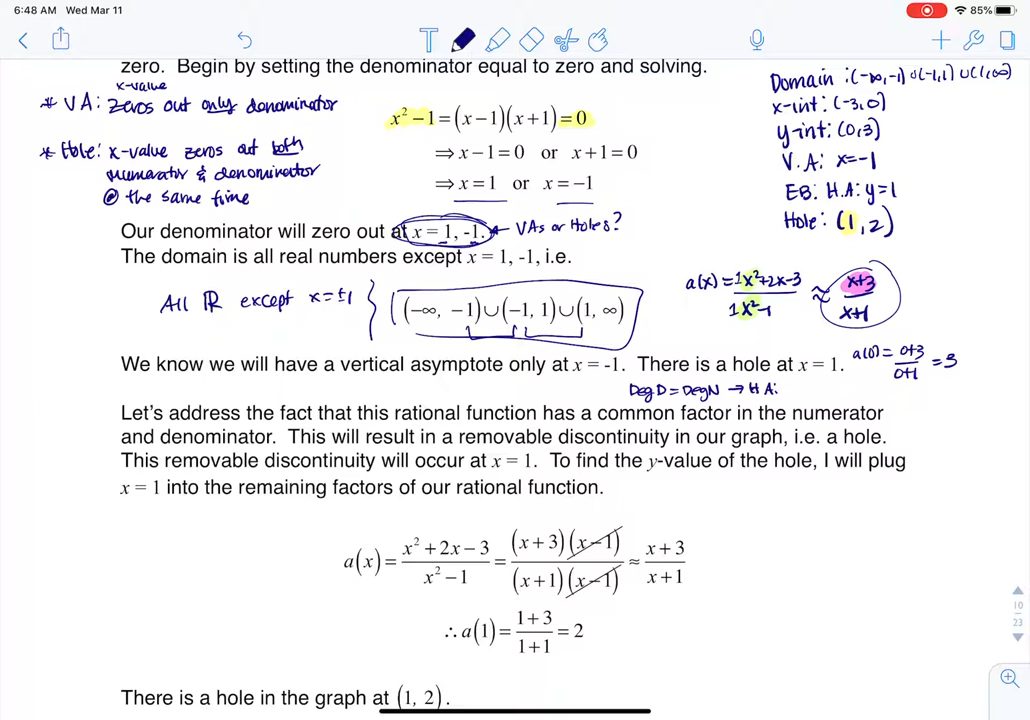 6:48 AM Wed Mar 11
85%
zero. Begin by setting the denominator equal to zero and solving.
x-value
* VA: Zeros out only denominator
x² − 1 = (x − 1)(x + 1) = 0
* Hole: x-value zeros out both
numerator & denominator
@ the same time
⇒ x − 1 = 0 or x + 1 = 0
⇒ x = 1 or x = −1
Domain : (-∞, -1) ∪ (-1, 1) ∪ (1, ∞)
x-int: (-3, 0)
y-int: (0, 3)
V.A: x = -1
EB: H.A: y = 1
Hole: (1, 2)
Our denominator will zero out at x = 1, -1. ← VAs or Holes?
The domain is all real numbers except x = 1, -1, i.e.
All ℝ except x = ±1 { (−∞, −1) ∪ (−1, 1) ∪ (1, ∞)
a(x) = 1x² + 2x - 3 / 1x² - 1 ≈ x+3 / x+1
We know we will have a vertical asymptote only at x = -1. There is a hole at x = 1.
a(0) = 0+3 / 0+1 = 3
Deg D = Deg N → HA:
Let's address the fact that this rational function has a common factor in the numerator
and denominator. This will result in a removable discontinuity in our graph, i.e. a hole.
This removable discontinuity will occur at x = 1. To find the y-value of the hole, I will plug
x = 1 into the remaining factors of our rational function.
a(x) = x² + 2x − 3 / x² − 1 = (x + 3)(x − 1) / (x + 1)(x − 1) ≈ x + 3 / x + 1
∴ a(1) = 1 + 3 / 1 + 1 = 2
There is a hole in the graph at (1, 2).
10
23